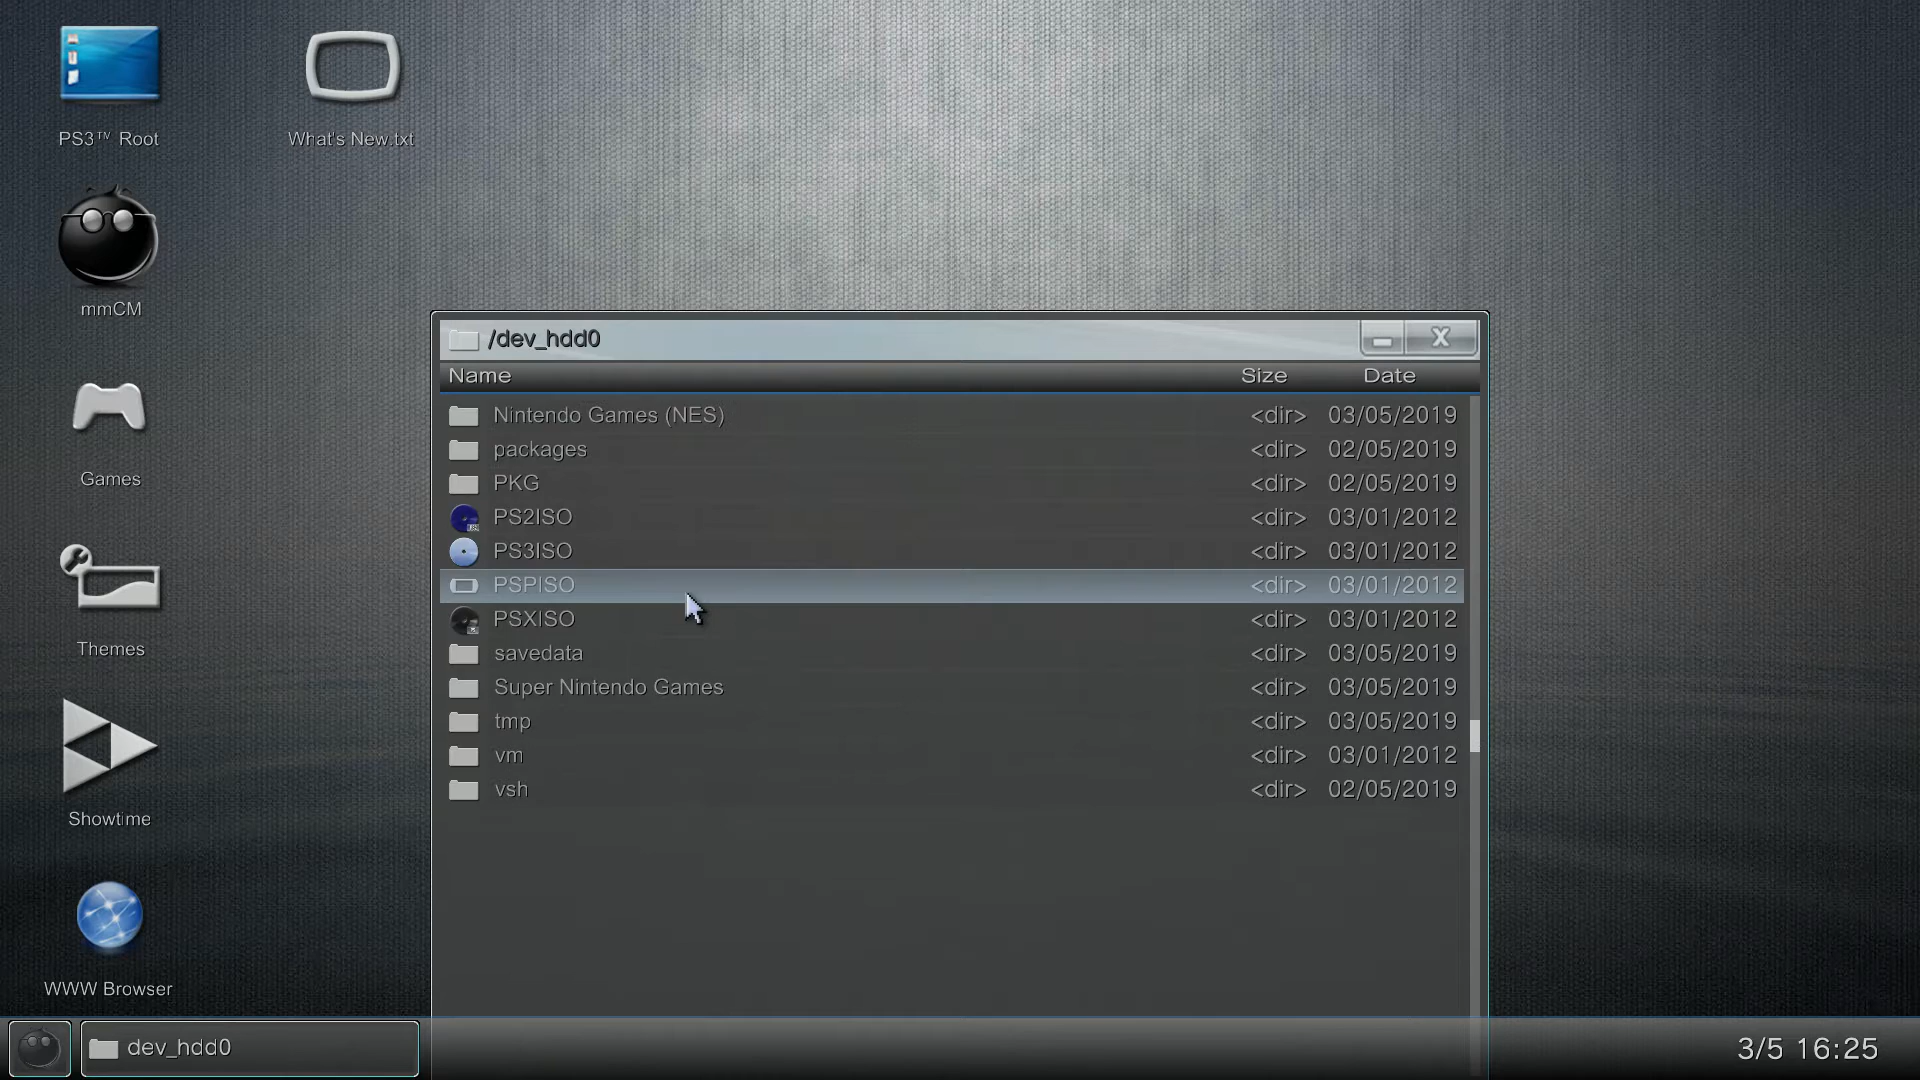 PS3™ Root
What's New.txt
mmCM
Games
Themes
Showtime
WWW Browser
/dev_hdd0
X
Name Size Date
Nintendo Games (NES) <dir> 03/05/2019
packages <dir> 02/05/2019
PKG <dir> 02/05/2019
PS2ISO <dir> 03/01/2012
PS3ISO <dir> 03/01/2012
PSPISO <dir> 03/01/2012
PSXISO <dir> 03/01/2012
savedata <dir> 03/05/2019
Super Nintendo Games <dir> 03/05/2019
tmp <dir> 03/05/2019
vm <dir> 03/01/2012
vsh <dir> 02/05/2019
dev_hdd0
3/5 16:25